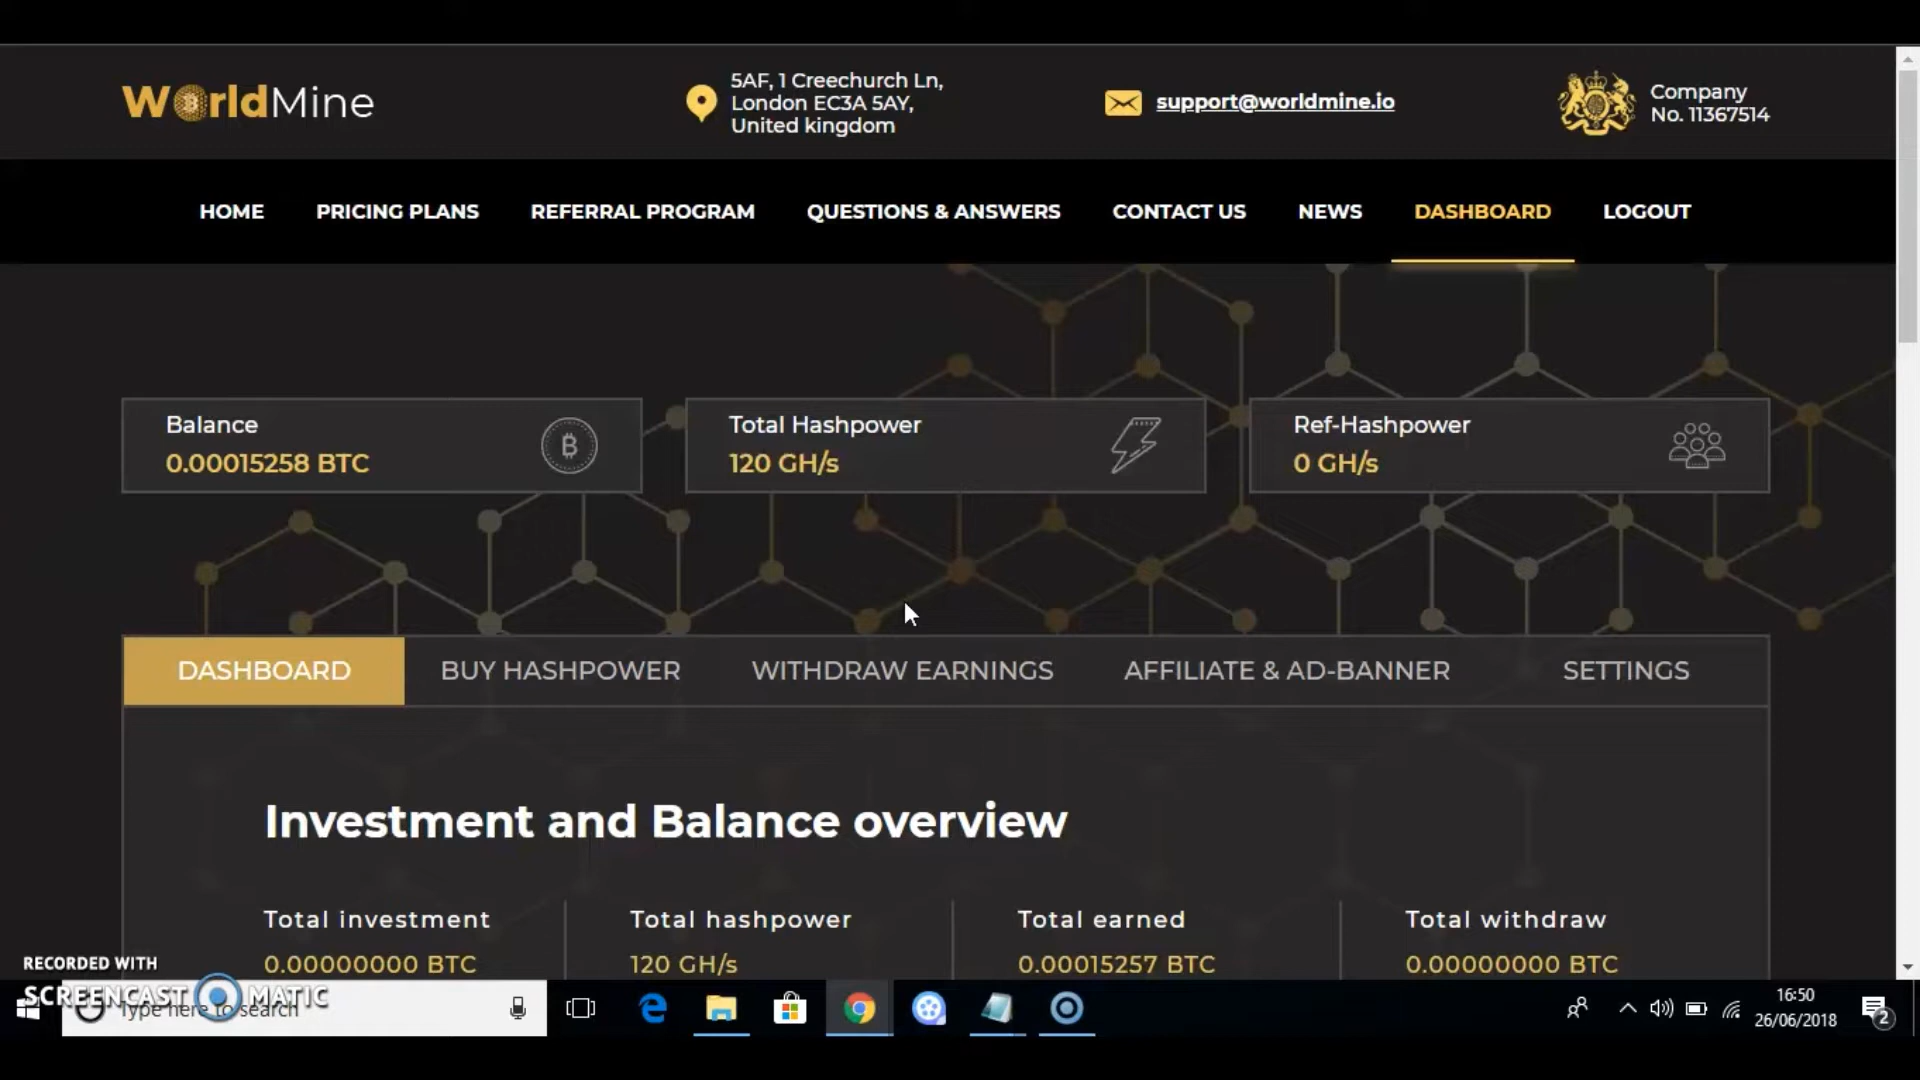 WorldMine
5AF, 1 Creechurch Ln,
London EC3A 5AY,
United kingdom
support@worldmine.io
Company
No. 11367514
HOME
PRICING PLANS
REFERRAL PROGRAM
QUESTIONS & ANSWERS
CONTACT US
NEWS
DASHBOARD
LOGOUT
Balance
0.00015258 BTC
Total Hashpower
120 GH/s
Ref-Hashpower
0 GH/s
DASHBOARD
BUY HASHPOWER
WITHDRAW EARNINGS
AFFILIATE & AD-BANNER
SETTINGS
Investment and Balance overview
Total investment
0.00000000 BTC
Total hashpower
120 GH/s
Total earned
0.00015257 BTC
Total withdraw
0.00000000 BTC
RECORDED WITH
SCREENCAST MATIC
Type here to search
16:50
26/06/2018
2